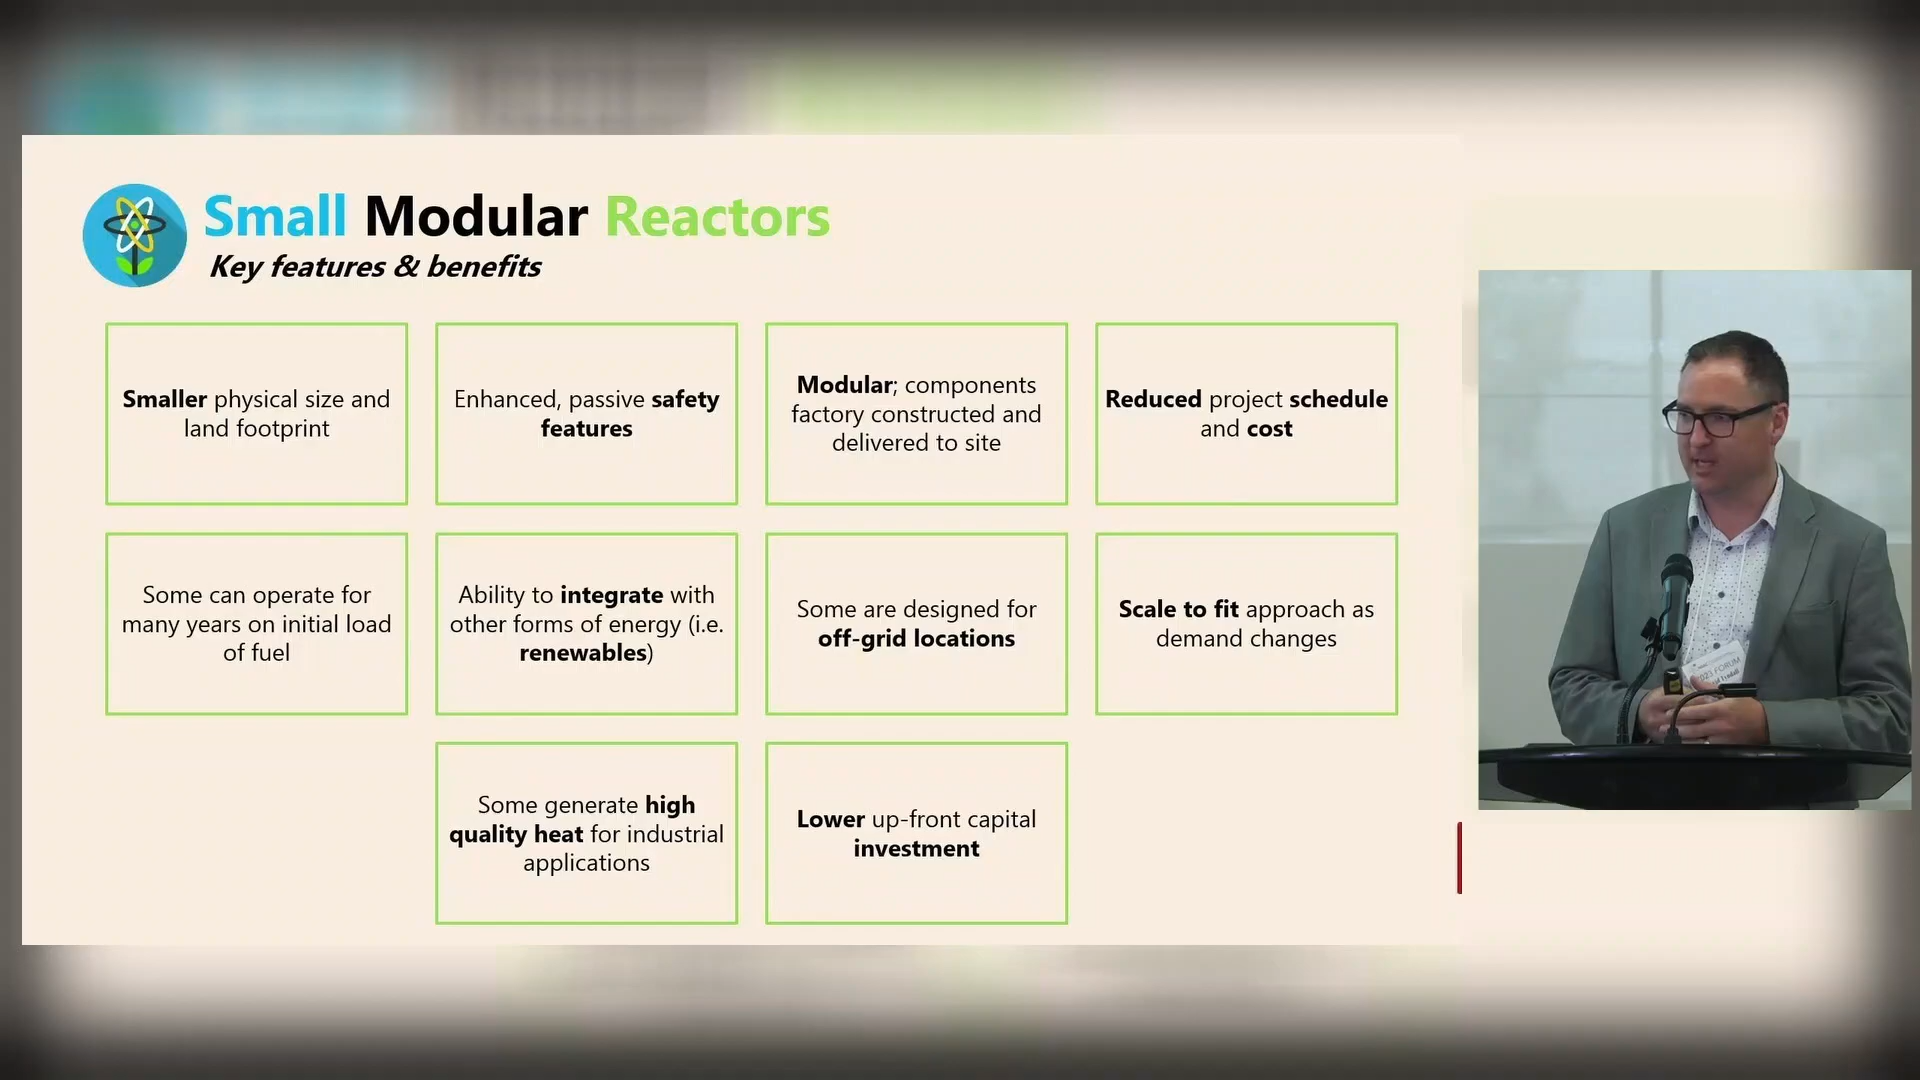 Small Modular Reactors
Key features & benefits
Smaller physical size and
land footprint
Enhanced, passive safety
features
Modular; components
factory constructed and
delivered to site
Reduced project schedule
and cost
Some can operate for
many years on initial load
of fuel
Ability to integrate with
other forms of energy (i.e.
renewables)
Some are designed for
off-grid locations
Scale to fit approach as
demand changes
Some generate high
quality heat for industrial
applications
Lower up-front capital
investment
2023 FORUM